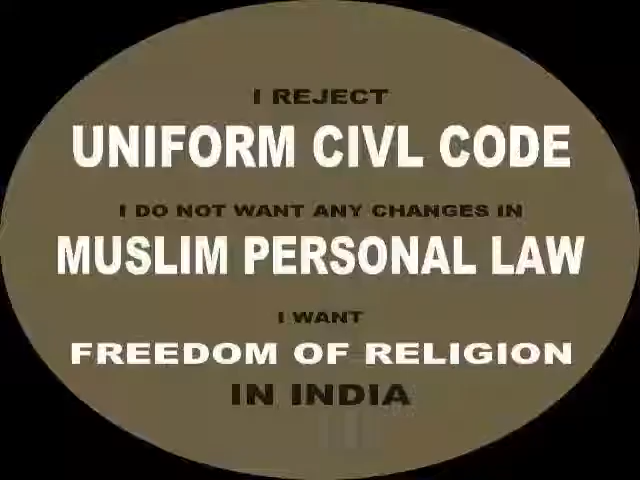 I REJECT
UNIFORM CIVL CODE
I DO NOT WANT ANY CHANGES IN
MUSLIM PERSONAL LAW
I WANT
FREEDOM OF RELIGION
IN INDIA